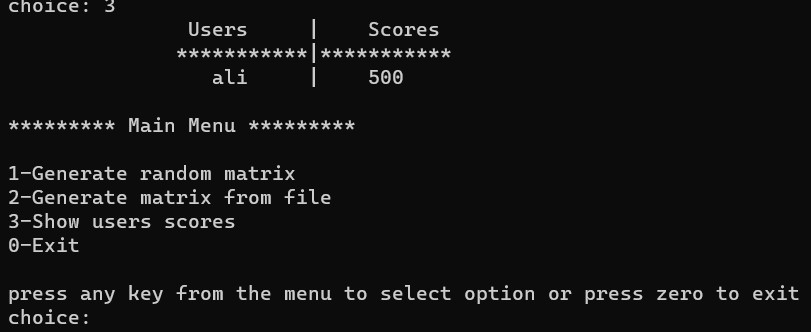 choice: 3
Users | Scores
***********|***********
ali | 500
********* Main Menu *********
1-Generate random matrix
2-Generate matrix from file
3-Show users scores
0-Exit
press any key from the menu to select option or press zero to exit
choice: